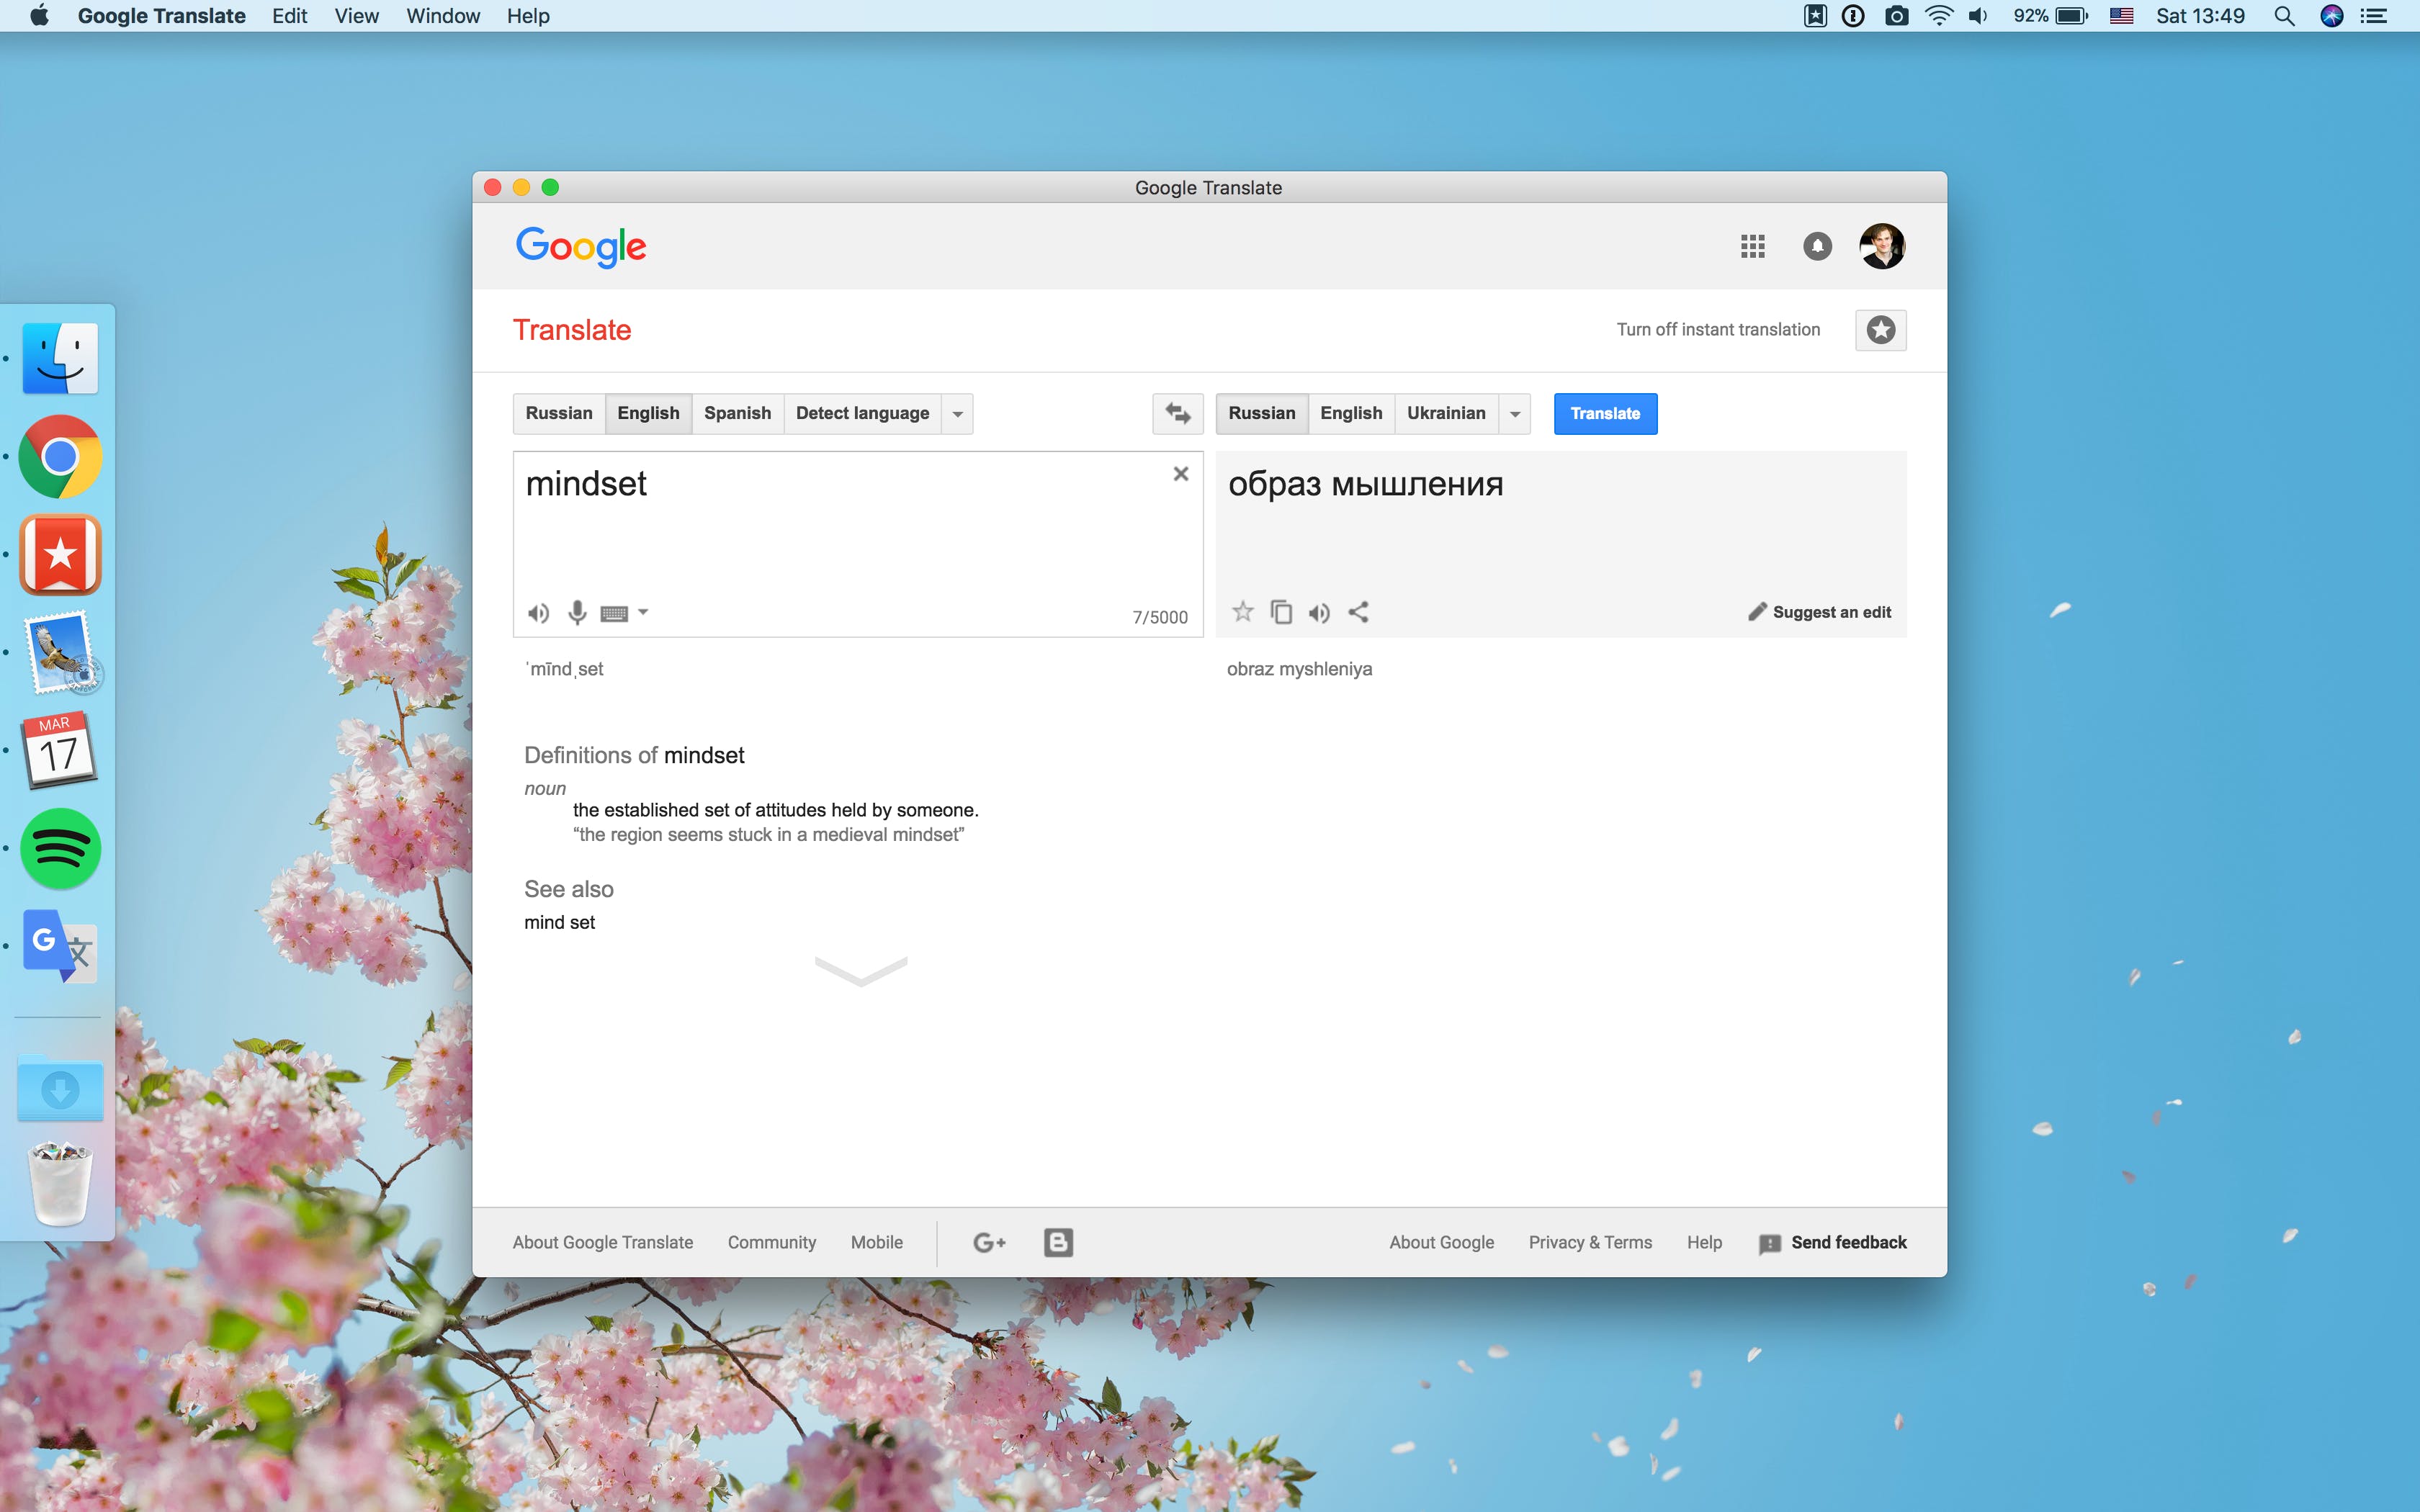 Google Translate Edit View Window Help 92% Sat 13:49
Google Translate
Google
Translate
Turn off instant translation
Russian English Spanish Detect language
Russian English Ukrainian Translate
mindset
образ мышления
7/5000
Suggest an edit
ˈmīndˌset
obraz myshleniya
Definitions of mindset
noun
the established set of attitudes held by someone.
“the region seems stuck in a medieval mindset”
See also
mind set
MAR
17
G 文
About Google Translate Community Mobile G+ B
About Google Privacy & Terms Help Send feedback